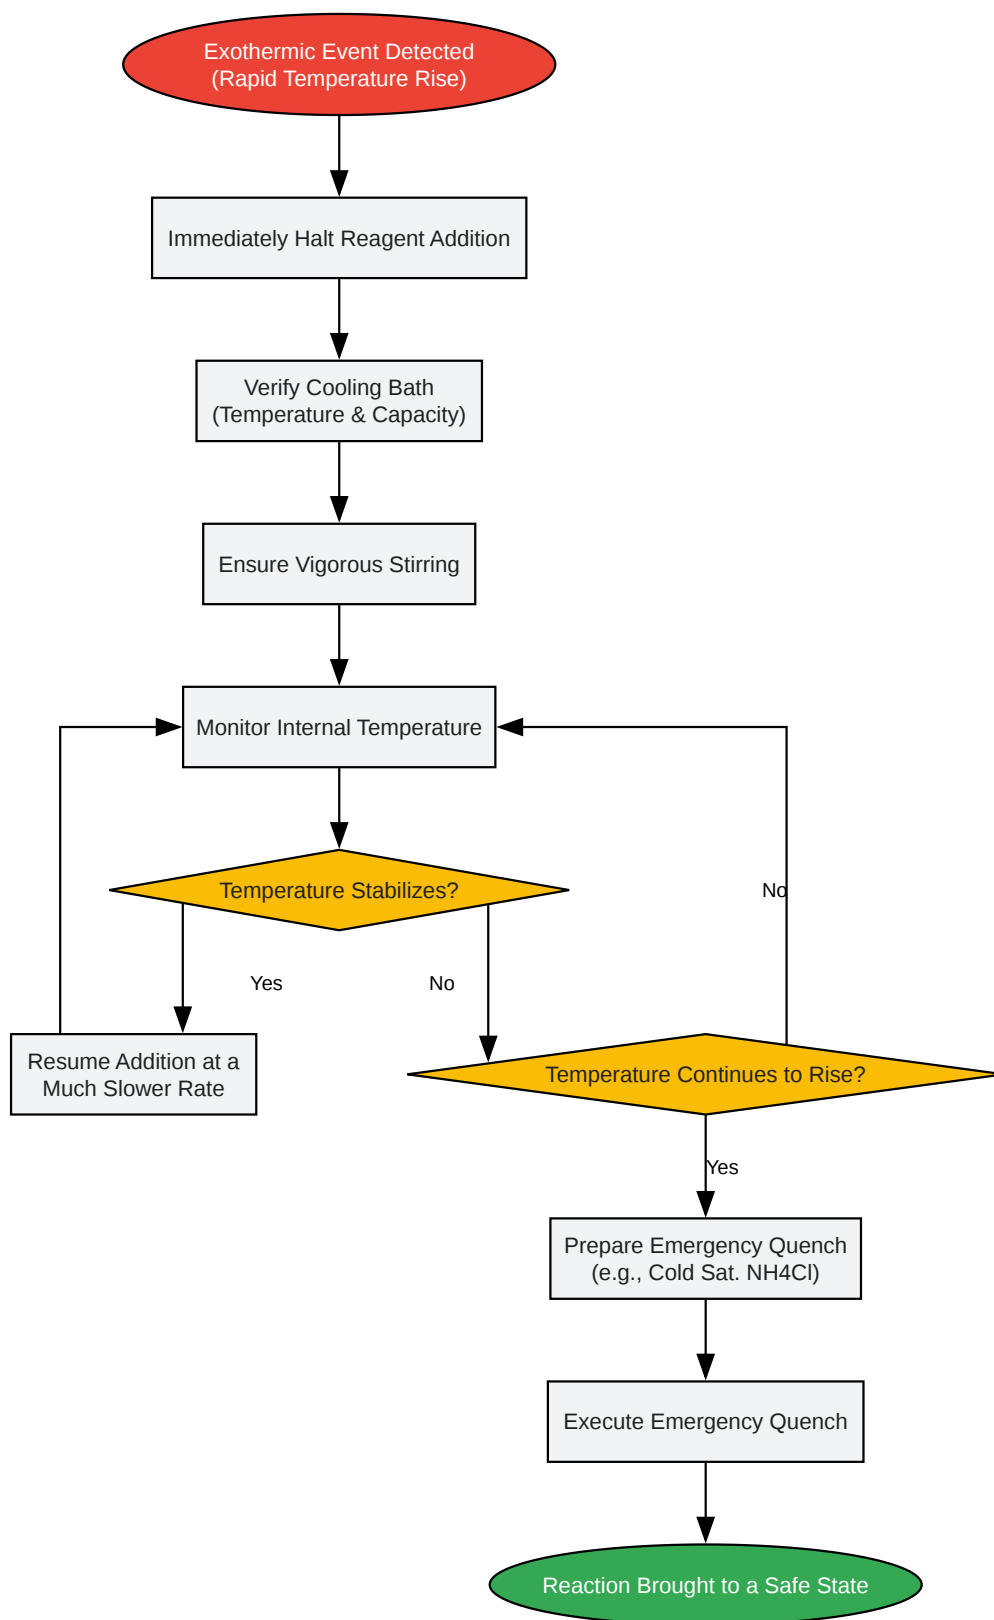 Exothermic Event Detected
(Rapid Temperature Rise)
Immediately Halt Reagent Addition
Verify Cooling Bath
(Temperature & Capacity)
Ensure Vigorous Stirring
Monitor Internal Temperature
Temperature Stabilizes?
No
Yes
No
Resume Addition at a
Much Slower Rate
Temperature Continues to Rise?
Yes
Prepare Emergency Quench
(e.g., Cold Sat. NH4Cl)
Execute Emergency Quench
Reaction Brought to a Safe State